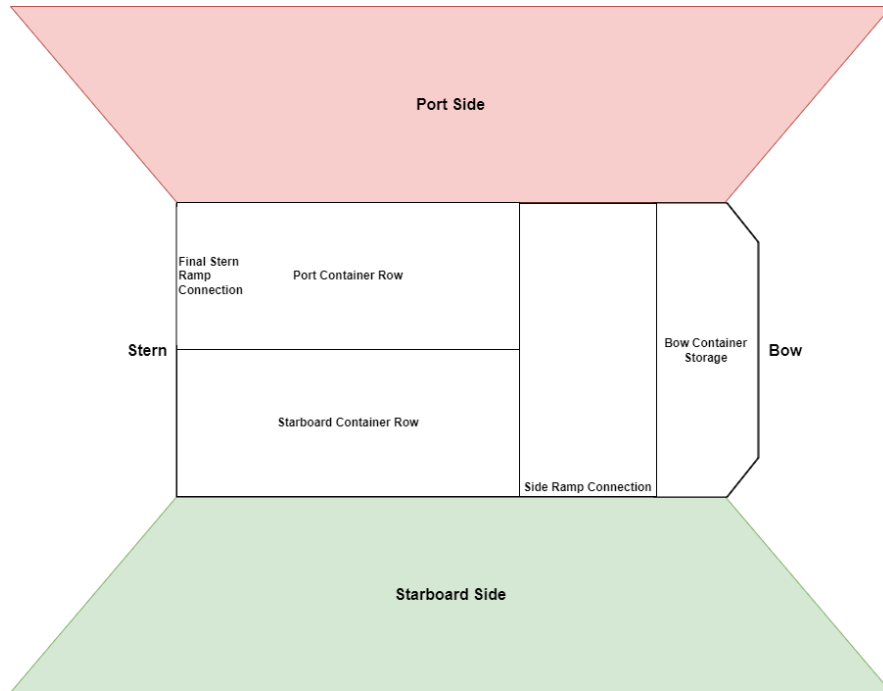 Port Side
Final Stern
Ramp
Connection
Port Container Row
Stern
Bow Container
Storage
Bow
Starboard Container Row
Side Ramp Connection
Starboard Side